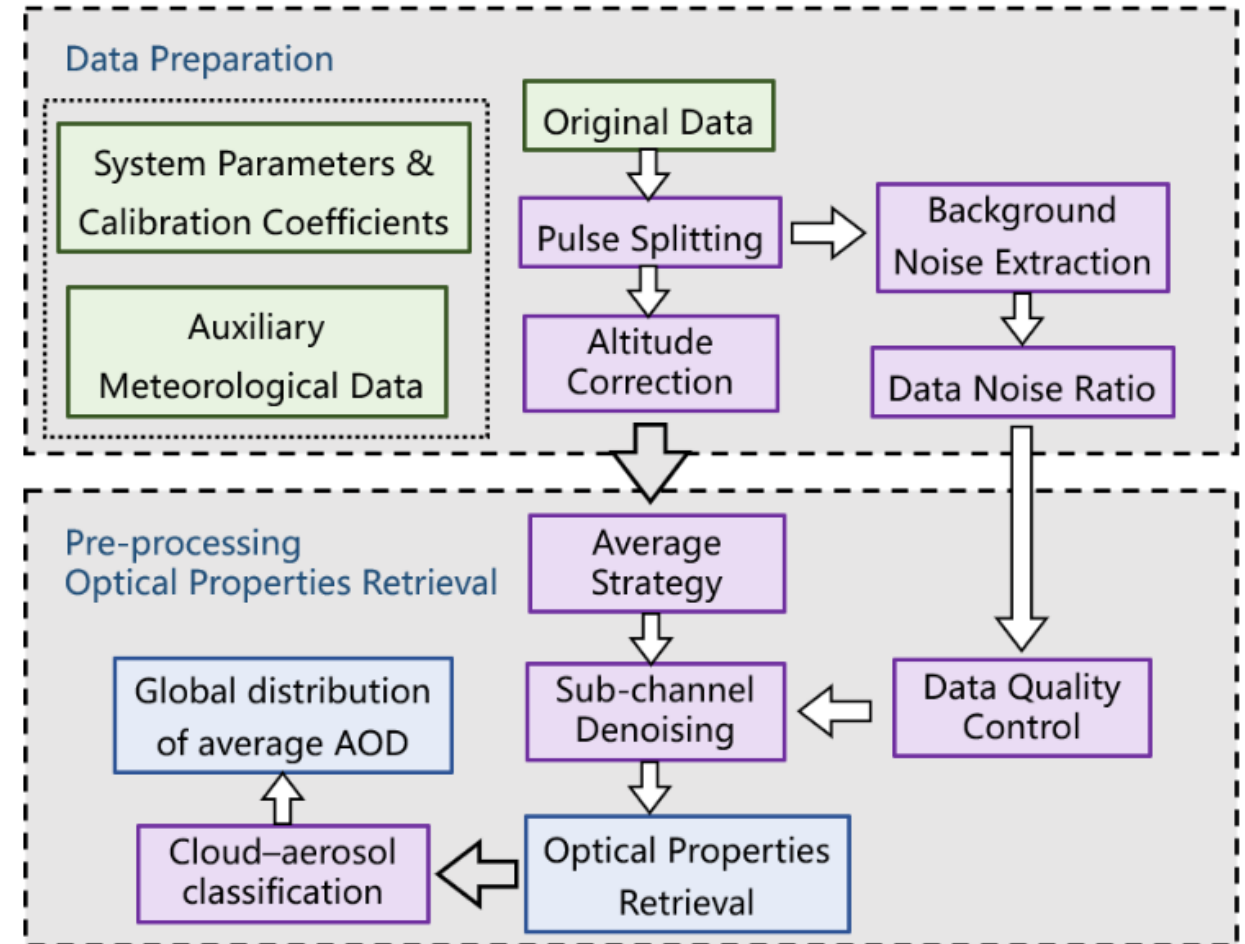 Data Preparation
System Parameters &
Calibration Coefficients
Auxiliary
Meteorological Data
Original Data
Pulse Splitting
Altitude
Correction
Background
Noise Extraction
Data Noise Ratio
Pre-processing
Optical Properties Retrieval
Average
Strategy
Sub-channel
Denoising
Data Quality
Control
Optical Properties
Retrieval
Cloud–aerosol
classification
Global distribution
of average AOD